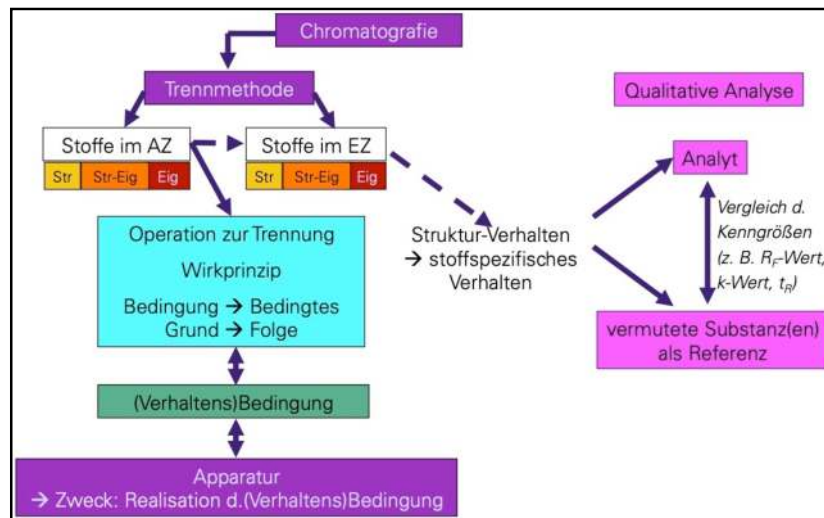 Chromatografie
Trennmethode
Stoffe im AZ
Str Str-Eig Eig
Stoffe im EZ
Str Str-Eig Eig
Operation zur Trennung
Wirkprinzip
Bedingung → Bedingtes
Grund → Folge
(Verhaltens)Bedingung
Apparatur
→ Zweck: Realisation d.(Verhaltens)Bedingung
Struktur-Verhalten
→ stoffspezifisches
Verhalten
Qualitative Analyse
Analyt
Vergleich d.
Kenngrößen
(z. B. RF-Wert,
k-Wert, tR)
vermutete Substanz(en)
als Referenz